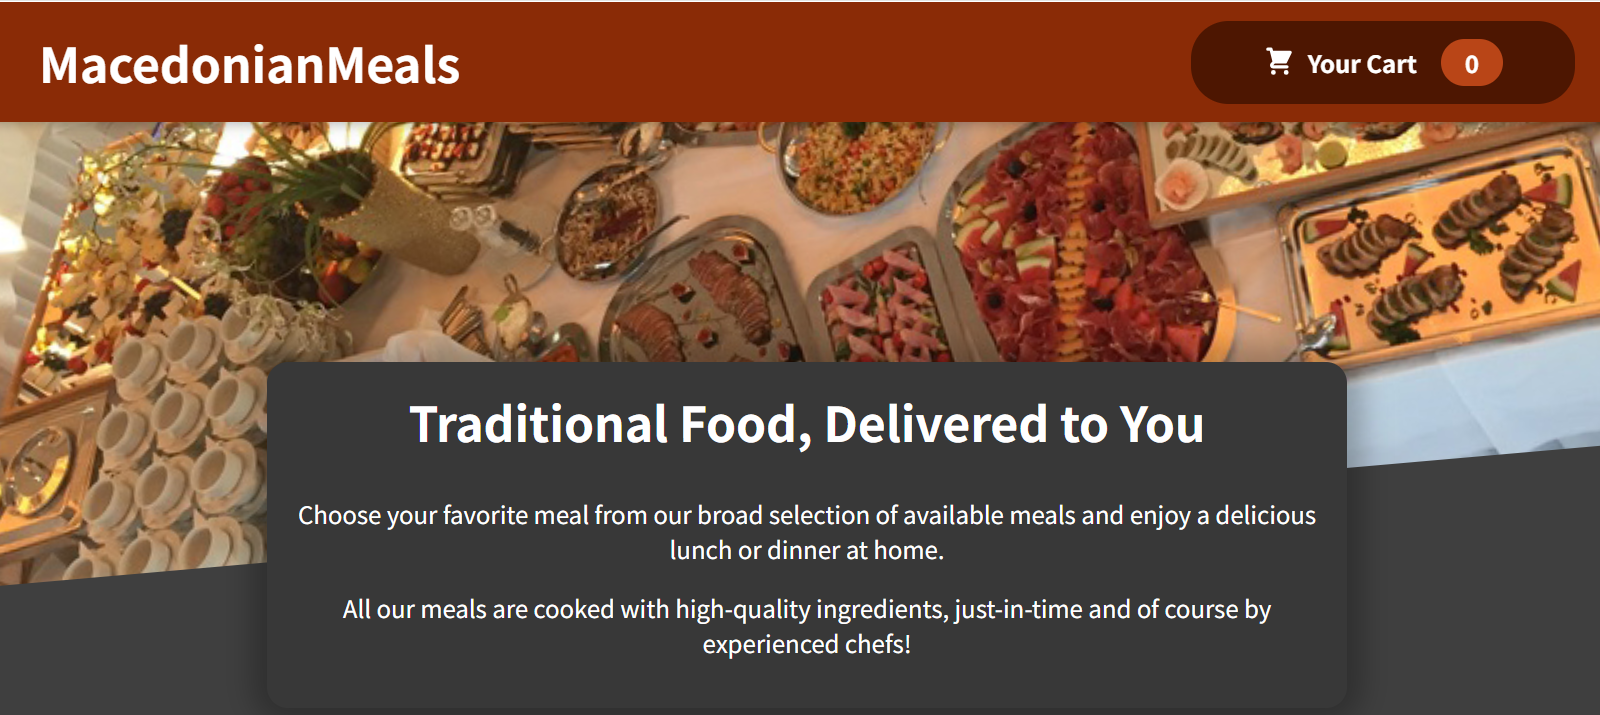 MacedonianMeals
Your Cart 0
Traditional Food, Delivered to You
Choose your favorite meal from our broad selection of available meals and enjoy a delicious
lunch or dinner at home.
All our meals are cooked with high-quality ingredients, just-in-time and of course by
experienced chefs!